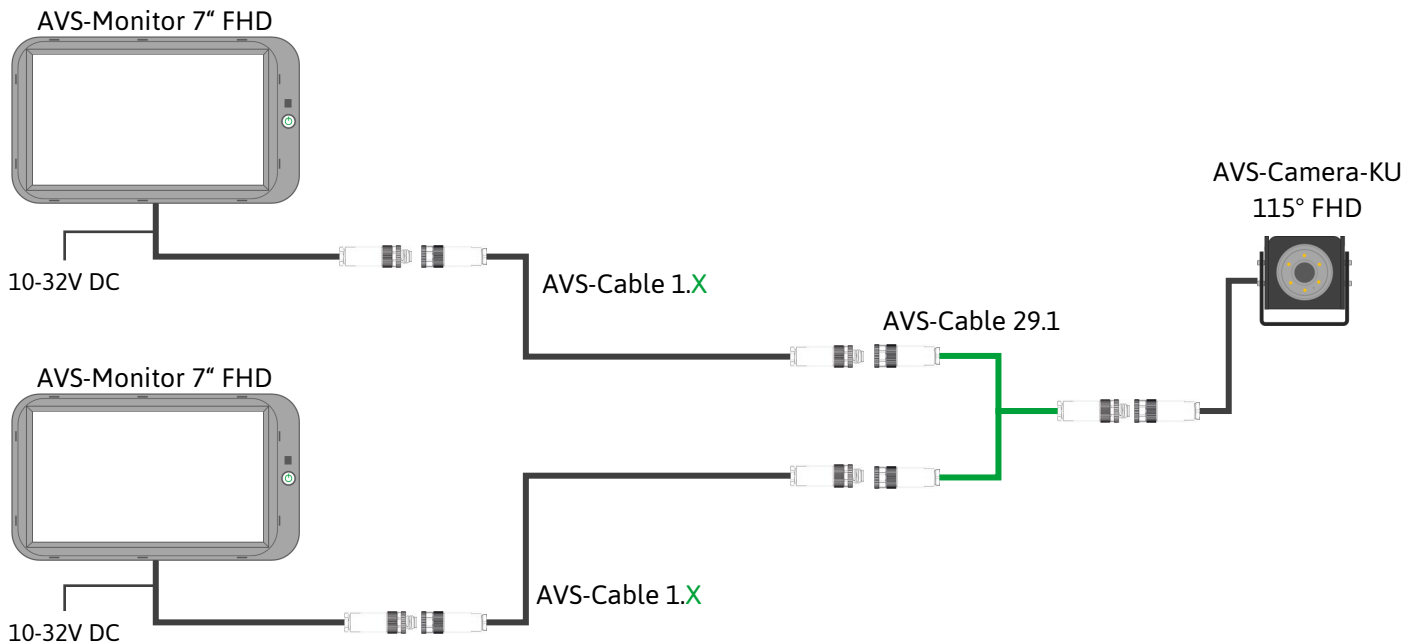 AVS-Monitor 7“ FHD
10-32V DC
AVS-Cable 1.X
AVS-Camera-KU
115° FHD
AVS-Cable 29.1
AVS-Monitor 7“ FHD
10-32V DC
AVS-Cable 1.X